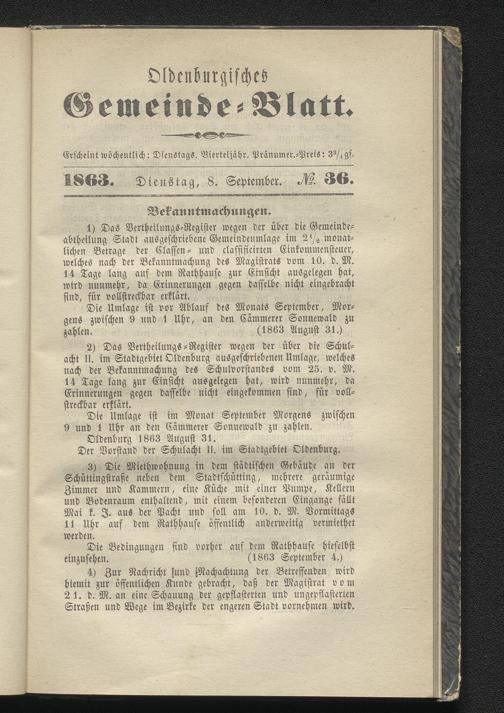 Oldenburgisches
Gemeinde-Blatt.
Erscheint wöchentlich: Dienstags. Vierteljähr. Pränumer.-Preis: 3³/₄ gs.
1863. Dienstag, 8. September. №. 36.
Bekanntmachungen.
1) Das Vertheilungs-Register wegen der über die Gemeinde-
abtheilung Stadt ausgeschriebene Gemeindeumlage im 2½ monat-
lichen Betrage der Classen- und classificirten Einkommensteuer,
welches nach der Bekanntmachung des Magistrats vom 10. d. M.
14 Tage lang auf dem Rathhause zur Einsicht ausgelegen hat,
wird nunmehr, da Erinnerungen gegen dasselbe nicht eingebracht
sind, für vollstreckbar erklärt.
Die Umlage ist vor Ablauf des Monats September, Mor-
gens zwischen 9 und 1 Uhr, an den Cämmerer Sonnewald zu
zahlen. (1863 August 31.)
2) Das Vertheilungs-Register wegen der über die Schul-
acht II. im Stadtgebiet Oldenburg ausgeschriebenen Umlage, welches
nach der Bekanntmachung des Schulvorstandes vom 25. v. M.
14 Tage lang zur Einsicht ausgelegen hat, wird nunmehr, da
Erinnerungen gegen dasselbe nicht eingekommen sind, für voll-
streckbar erklärt.
Die Umlage ist im Monat September Morgens zwischen
9 und 1 Uhr an den Cämmerer Sonnewald zu zahlen.
Oldenburg 1863 August 31.
Der Vorstand der Schulacht II. im Stadtgebiet Oldenburg.
3) Die Miethwohnung in dem städtischen Gebäude an der
Schüttingstraße neben dem Stadtschütting, mehrere geräumige
Zimmer und Kammern, eine Küche mit einer Pumpe, Kellern
und Bodenraum enthaltend, mit einem besonderen Eingange fällt
Mai k. J. aus der Pacht und soll am 10. d. M. Vormittags
11 Uhr auf dem Rathhause öffentlich anderweitig vermiethet
werden.
Die Bedingungen sind vorher auf dem Rathhause hieselbst
einzusehen. (1863 September 4.)
4) Zur Nachricht und Nachachtung der Betreffenden wird
hiemit zur öffentlichen Kunde gebracht, daß der Magistrat vom
21. d. M. an eine Schauung der gepflasterten und ungepflasterten
Straßen und Wege im Bezirke der engeren Stadt vornehmen wird.